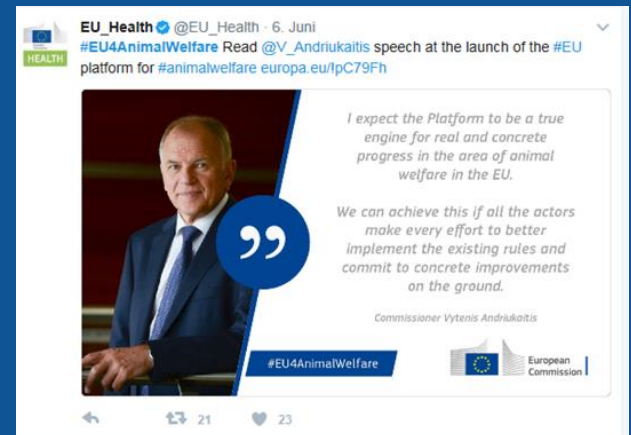 EU_Health @EU_Health · 6. Juni
#EU4AnimalWelfare Read @V_Andriukaitis speech at the launch of the #EU
platform for #animalwelfare europa.eu/!pC79Fh
HEALTH
I expect the Platform to be a true
engine for real and concrete
progress in the area of animal
welfare in the EU.
We can achieve this if all the actors
make every effort to better
implement the existing rules and
commit to concrete improvements
on the ground.
Commissioner Vytenis Andriukaitis
”
#EU4AnimalWelfare
European
Commission
21 23